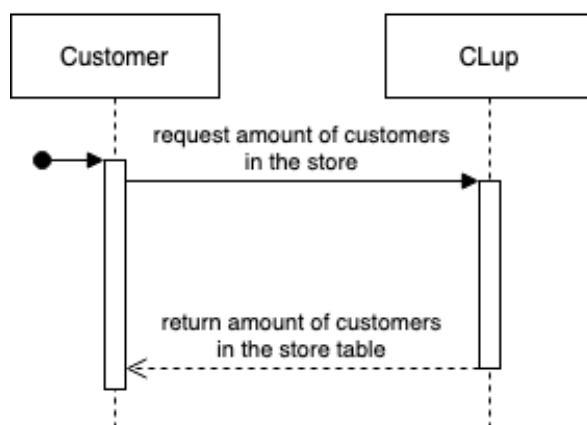 Customer
CLup
request amount of customers
in the store
return amount of customers
in the store table